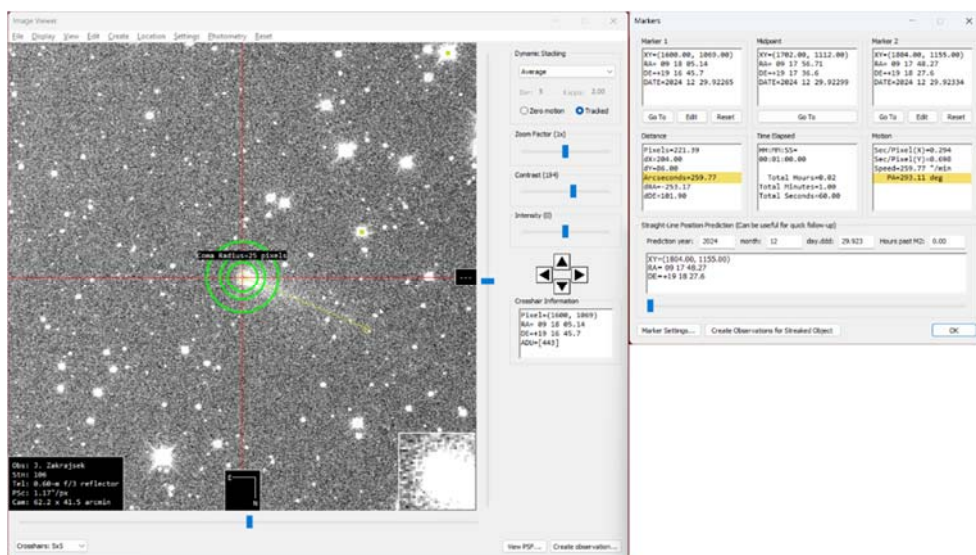 Image Viewer
File Display View Edit Create Location Settings Photometry Reset
Coma Radius=25 pixels
---
Obs: J. Zakrajsek
Stn: 106
Tel: 0.60-m f/3 reflector
PSc: 1.17"/px
Cam: 62.2 x 41.5 arcmin
E
N
Crosshairs: 5x5
Dynamic Stacking
Average
Zero motion Tracked
Zoom Factor (1x)
Contrast (194)
Intensity (0)
Crosshair Information
Pixel=(1600, 1069)
RA= 09 18 05.14
DE=+19 16 45.7
ADU=[443]
View PSF... Create observation...
Markers
Marker 1
XY=(1600.00, 1069.00)
RA= 09 18 05.14
DE=+19 16 45.7
DATE=2024 12 29.92265
Go To Edit Reset
Midpoint
XY=(1702.00, 1112.00)
RA= 09 17 56.71
DE=+19 17 36.6
DATE=2024 12 29.92299
Go To
Marker 2
XY=(1804.00, 1155.00)
RA= 09 17 48.27
DE=+19 18 27.6
DATE=2024 12 29.92334
Go To Edit Reset
Distance
Pixels=221.39
dX=204.00
dY=86.00
Arcseconds=259.77
dRA=-253.17
dDE=101.90
Time Elapsed
HH:MM:SS=
00:01:00.00
Total Hours=0.02
Total Minutes=1.00
Total Seconds=60.00
Motion
Sec/Pixel(X)=0.294
Sec/Pixel(Y)=0.698
Speed=259.77 "/min
PA=293.11 deg
Straight-Line Position Prediction (Can be useful for quick follow-up)
Prediction year: 2024 month: 12 day.ddd: 29.923 Hours past M2: 0.00
XY=(1804.00, 1155.00)
RA= 09 17 48.27
DE=+19 18 27.6
Marker Settings... Create Observations for Streaked Object OK